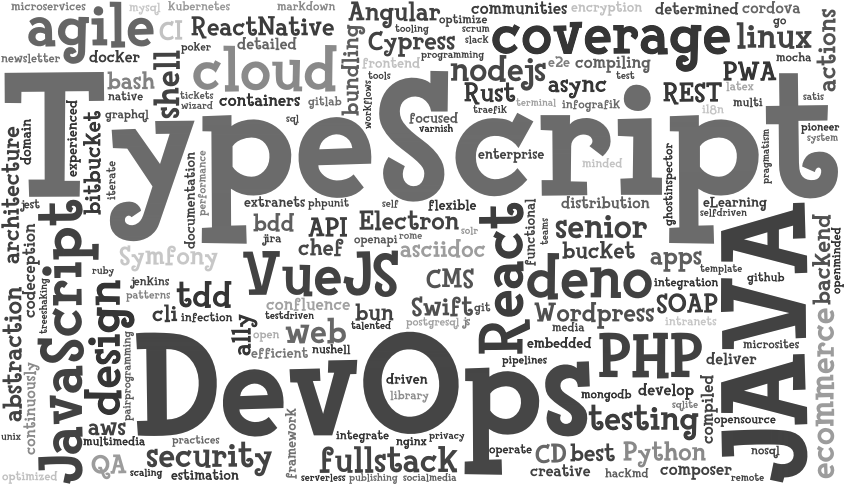 microservices
mysql
Kubernetes
markdown
Angular
communities
encryption
determined
cordova
agile
CI
ReactNative
optimize
tooling
scrum
slack
coverage
go
linux
ecommerce
actions
newsletter
docker
poker
detailed
bundling
Cypress
programming
mocha
bash
shell
cloud
frontend
nodejs
e2e
compiling
PWA
native
tickets
wizard
containers
gitlab
tools
workflows
Rust
async
test
REST
latex
multi
satis
graphql
sql
focused
varnish
traefik
terminal
infografik
i18n
pioneer
system
TypeScript
domain
experienced
bitbucket
iterate
documentation
performance
enterprise
minded
ghostinspector
pragmatism
architecture
jest
extranets
phpunit
self
flexible
distribution
eLearning
selfdriven
codeception
JavaScript
bdd
jira
API
chef
Electron
openapi
rome
solr
asciidoc
React
functional
teams
senior
bucket
apps
template
JAVA
backend
openminded
Symfony
ruby
treeshaking
VueJS
CMS
deno
integration
github
jenkins
patterns
tdd
confluence
testdriven
bun
talented
Swift
git
postgresql
js
Wordpress
media
SOAP
intranets
abstraction
design
cli
infection
a11y
open
web
efficient
nushell
embedded
PHP
microsites
deliver
continuously
pairprogramming
DevOps
driven
library
pipelines
mongodb
develop
sqlite
compiled
opensource
ecommerce
unix
aws
multimedia
practices
framework
integrate
nginx
privacy
testing
nosql
optimized
QA
scaling
security
estimation
serverless
fullstack
publishing
socialmedia
operate
CD
best
creative
hackmd
Python
composer
remote